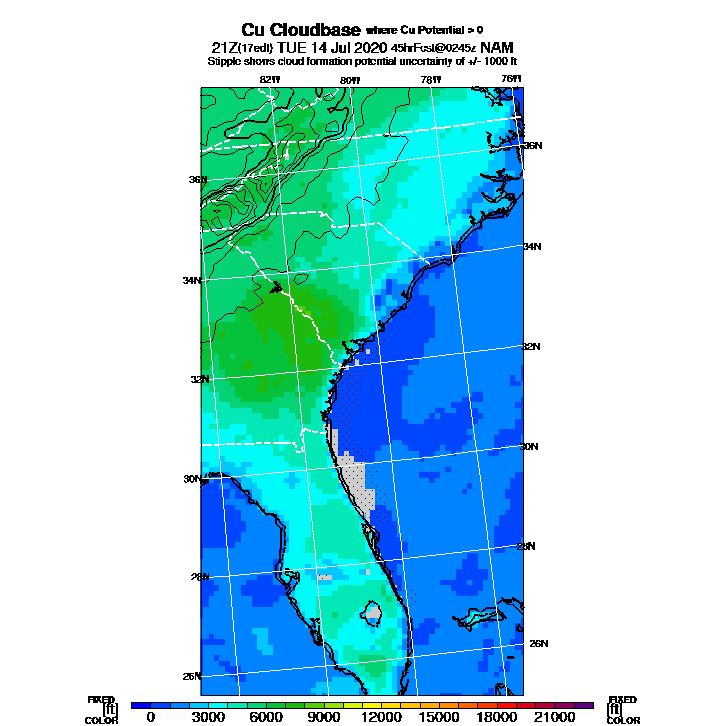 Cu Cloudbase where Cu Potential > 0
21Z(17edt) TUE 14 Jul 2020 45hrFcst@0245z NAM
Stipple shows cloud formation potential uncertainty of +/- 1000 ft
82W 80W 78W 76W
36N
36N
34N
34N
32N
32N
30N
30N
28N
28N
26N
26N
FIXED FIXED
[ft] 0 3000 6000 9000 12000 15000 18000 21000 [ft]
COLOR COLOR